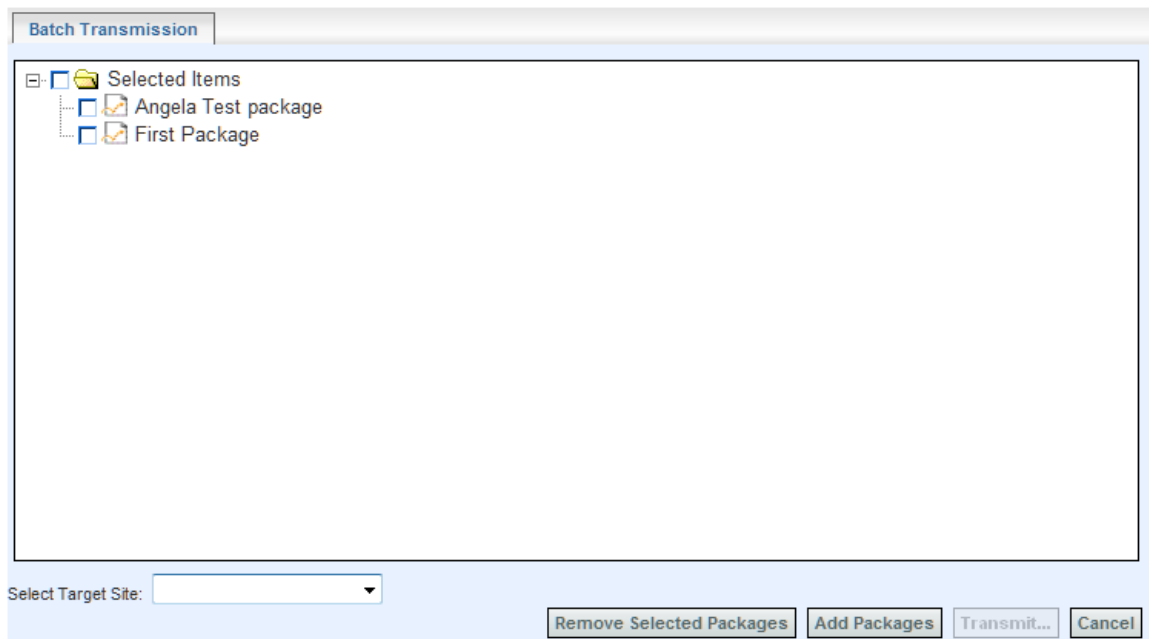 Batch Transmission
Selected Items
Angela Test package
First Package
Select Target Site:
Remove Selected Packages Add Packages Transmit... Cancel